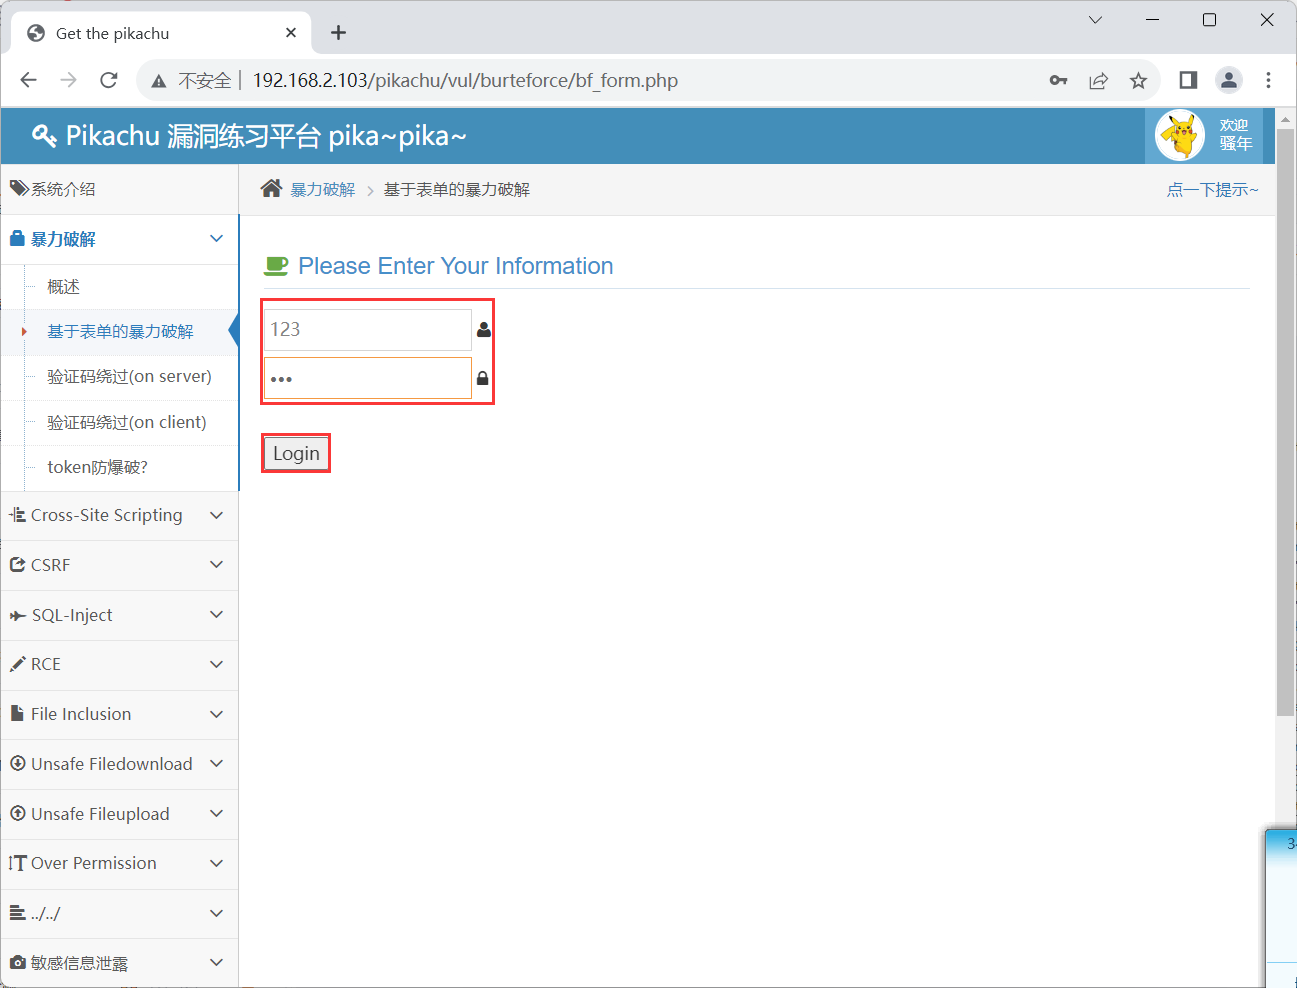 Get the pikachu
不安全 192.168.2.103/pikachu/vul/burteforce/bf_form.php
Pikachu 漏洞练习平台 pika~pika~
欢迎
骚年
系统介绍
暴力破解
概述
基于表单的暴力破解
验证码绕过(on server)
验证码绕过(on client)
token防爆破?
Cross-Site Scripting
CSRF
SQL-Inject
RCE
File Inclusion
Unsafe Filedownload
Unsafe Fileupload
Over Permission
../../
敏感信息泄露
暴力破解 > 基于表单的暴力破解
点一下提示~
Please Enter Your Information
123
•••
Login